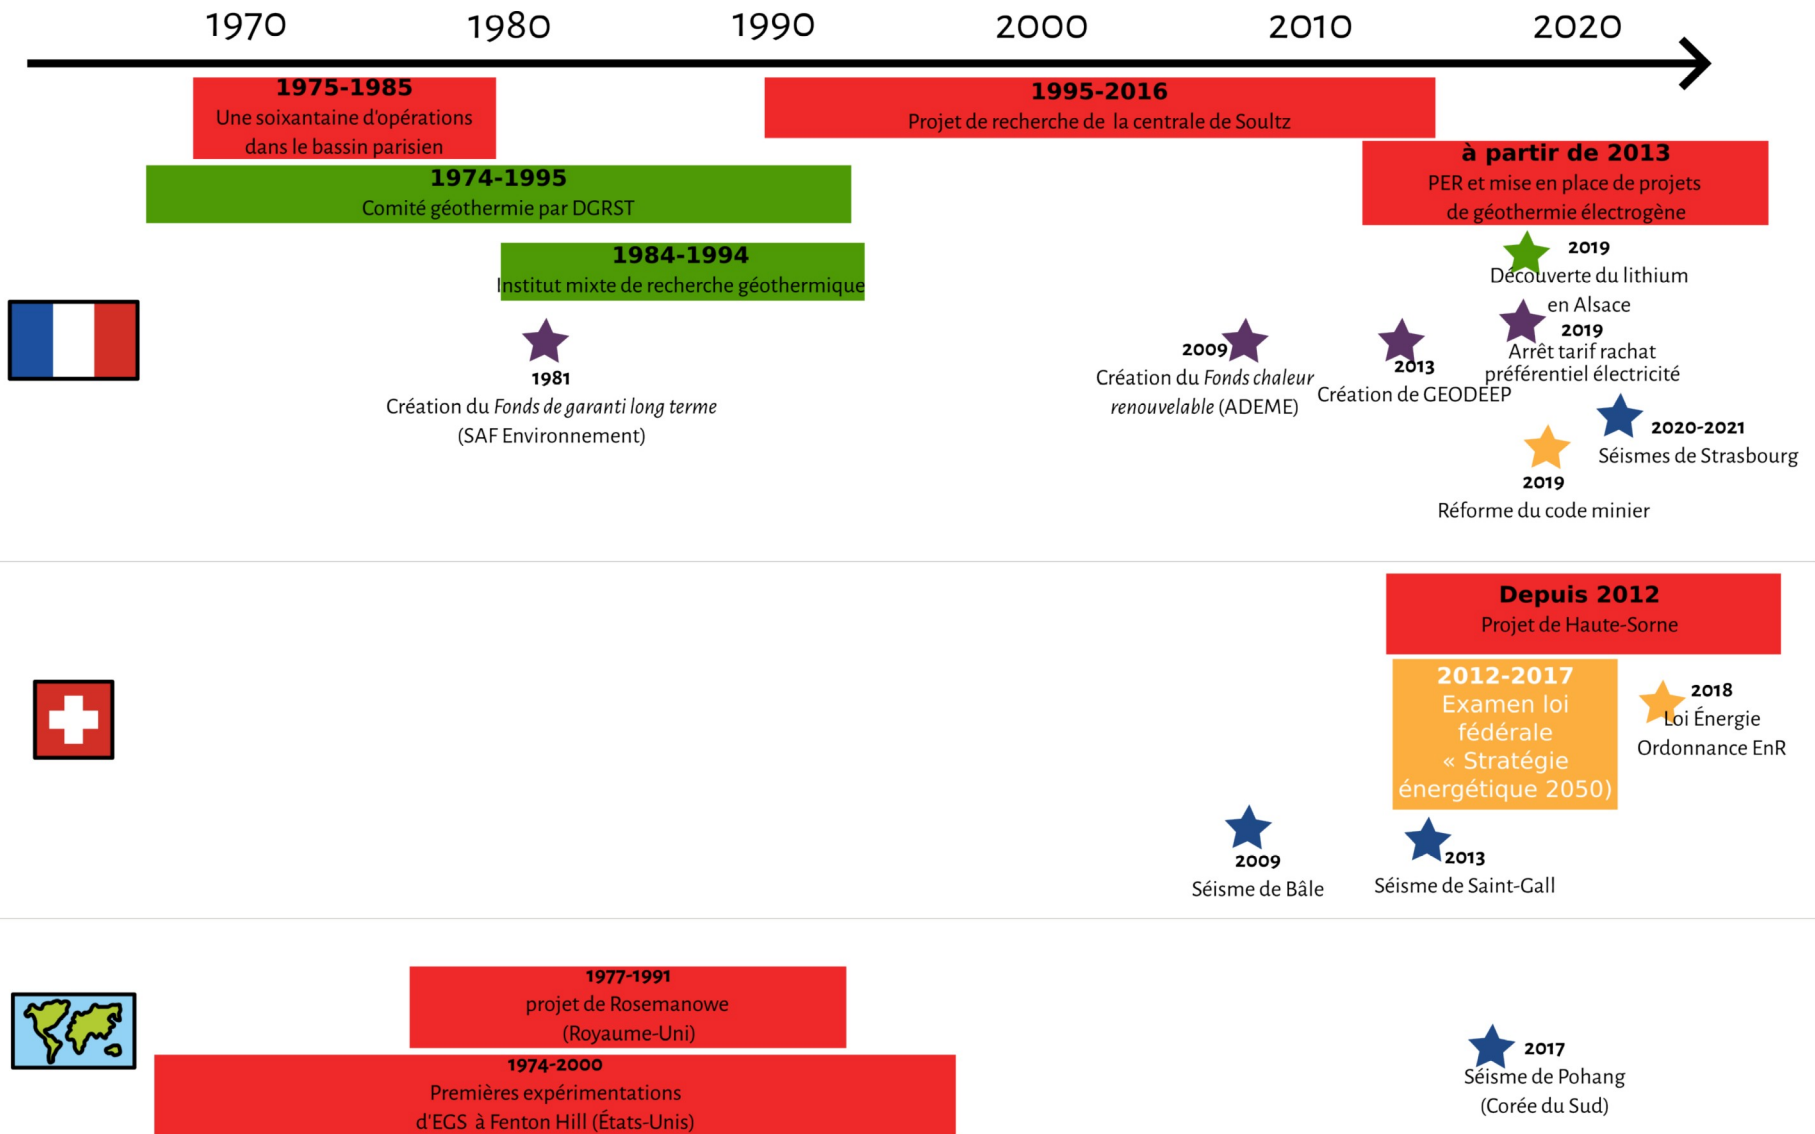 1970 1980 1990 2000 2010 2020
1975-1985
Une soixantaine d'opérations
dans le bassin parisien
1995-2016
Projet de recherche de la centrale de Soultz
à partir de 2013
PER et mise en place de projets
de géothermie électrogène
1974-1995
Comité géothermie par DGRST
1984-1994
Institut mixte de recherche géothermique
2019
Découverte du lithium
en Alsace
2019
Arrêt tarif rachat
préférentiel électricité
1981
Création du Fonds de garanti long terme
(SAF Environnement)
2009
Création du Fonds chaleur
renouvelable (ADEME)
2013
Création de GEODEEP
2020-2021
Séismes de Strasbourg
2019
Réforme du code minier
Depuis 2012
Projet de Haute-Sorne
2012-2017
Examen loi
fédérale
« Stratégie
énergétique 2050)
2018
Loi Énergie
Ordonnance EnR
2009
Séisme de Bâle
2013
Séisme de Saint-Gall
1977-1991
projet de Rosemanowe
(Royaume-Uni)
1974-2000
Premières expérimentations
d'EGS à Fenton Hill (États-Unis)
2017
Séisme de Pohang
(Corée du Sud)